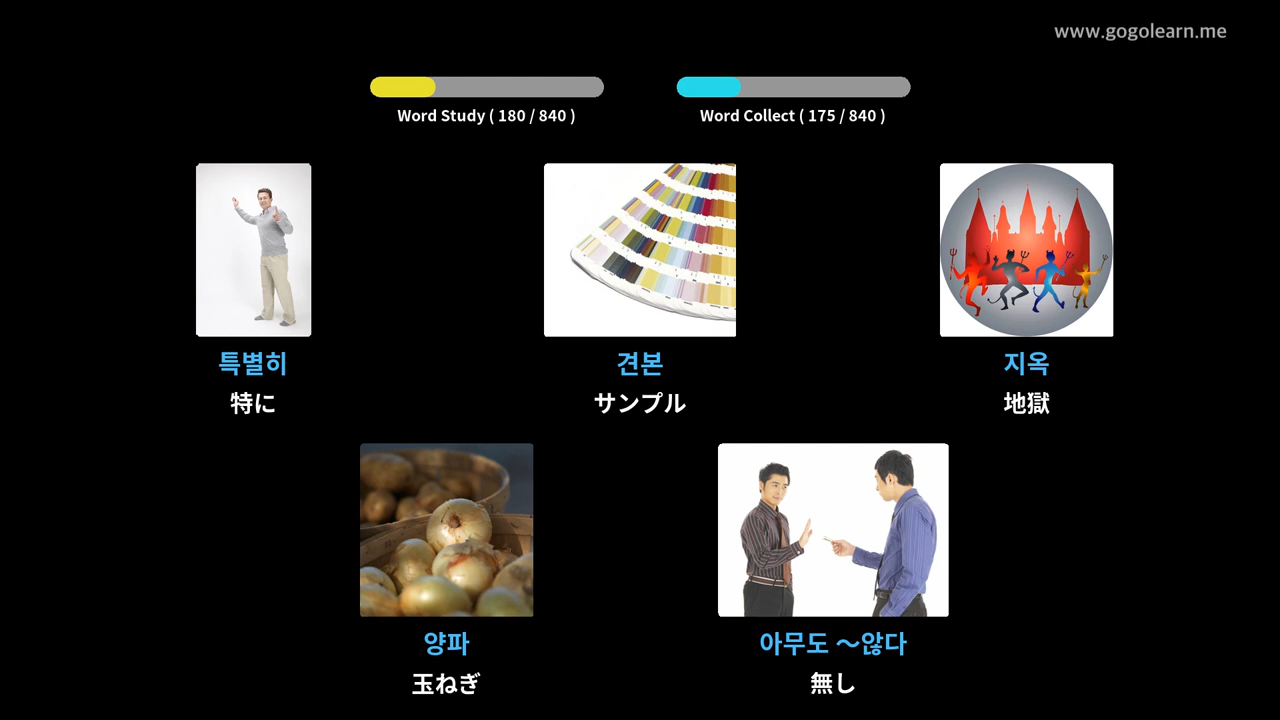 www.gogolearn.me
Word Study ( 180 / 840 )
Word Collect ( 175 / 840 )
특별히
特に
견본
サンプル
지옥
地獄
양파
玉ねぎ
아무도 〜않다
無し